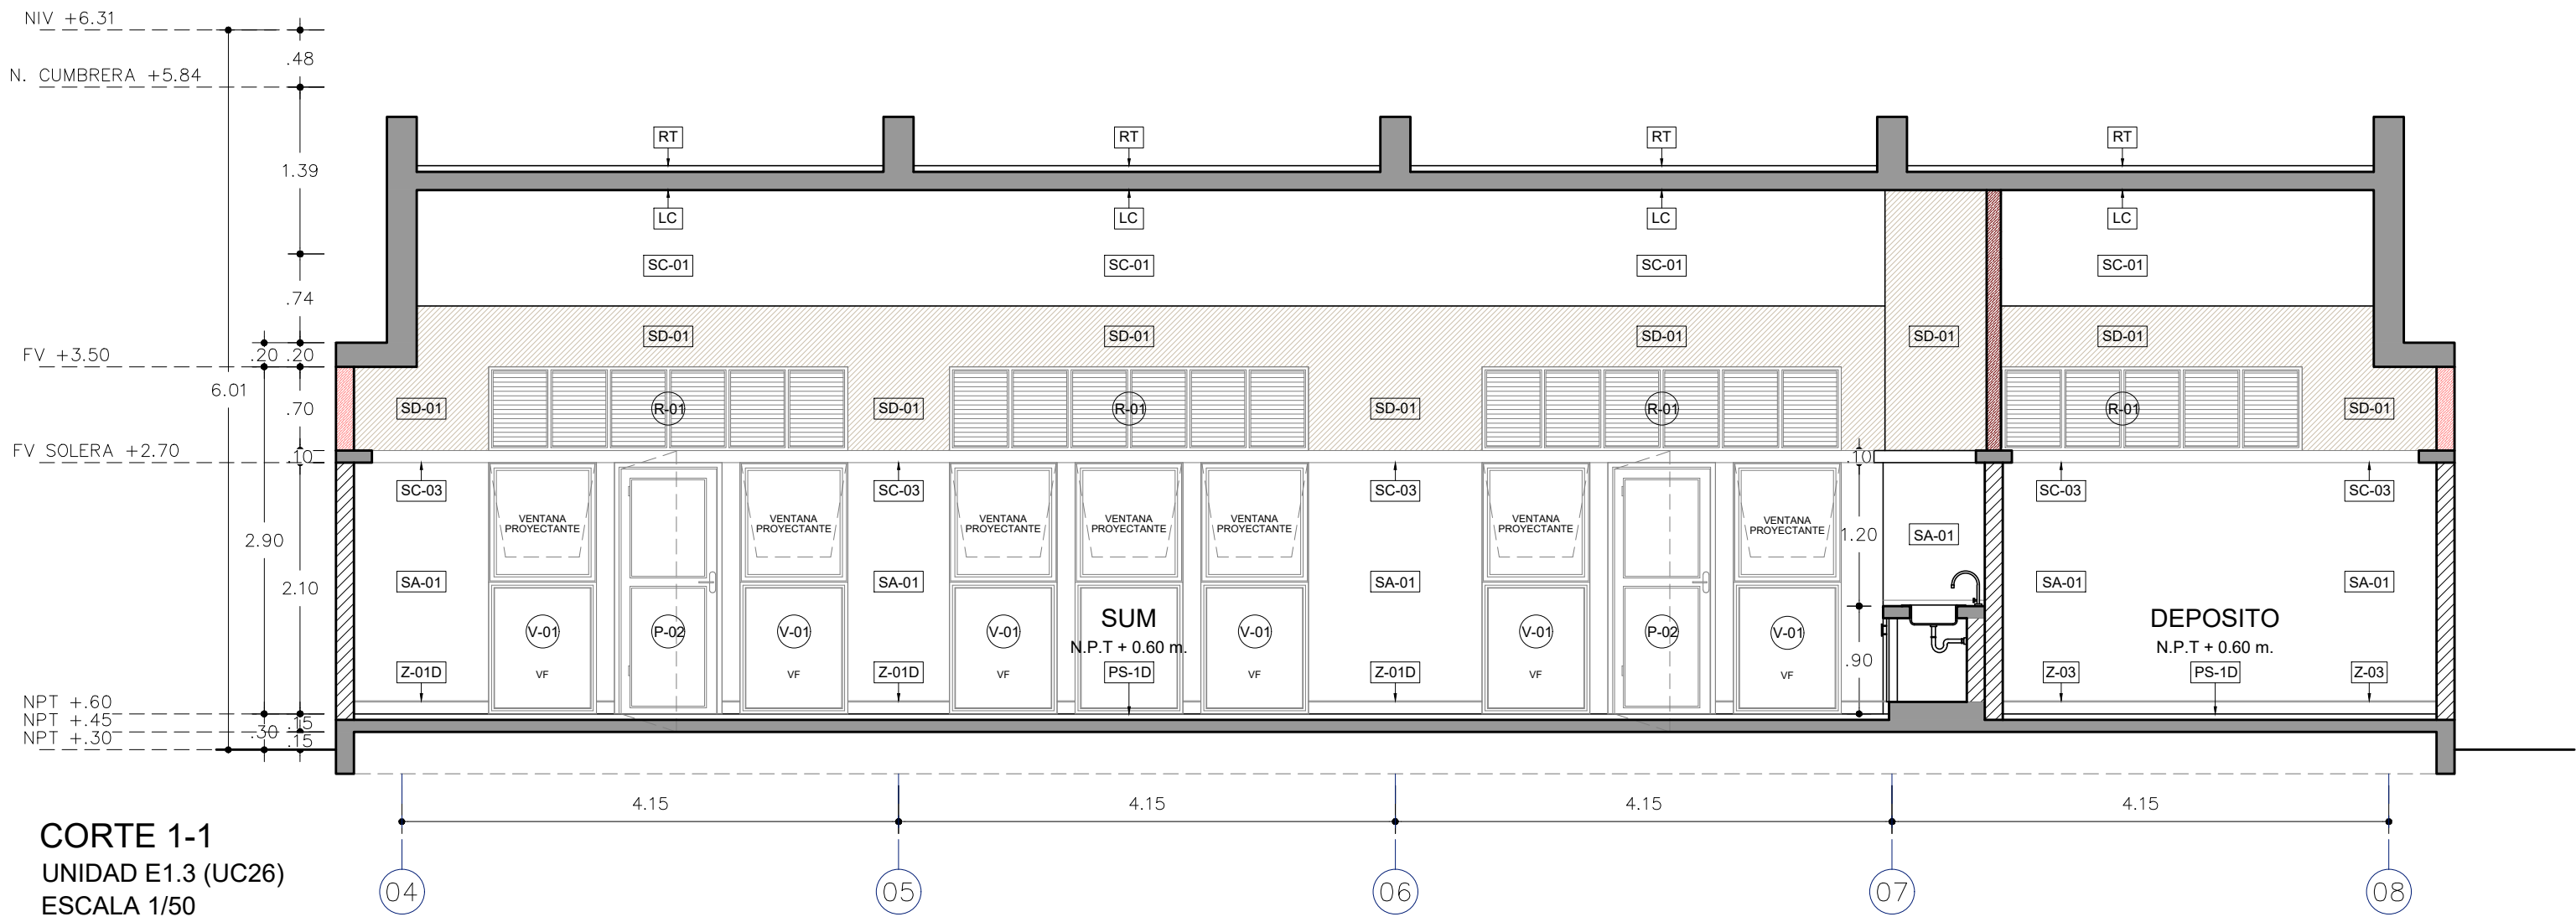 NIV +6.31
.48
N. CUMBRERA +5.84
1.39
RT RT RT RT
LC LC LC LC
SC-01 SC-01 SC-01 SC-01
.74
SD-01 SD-01 SD-01 SD-01 SD-01
FV +3.50
.20 .20
6.01
.70
SD-01 R-01 SD-01 R-01 SD-01 R-01 R-01 SD-01
FV SOLERA +2.70
.10
.10
SC-03 SC-03 SC-03 SC-03 SC-03
VENTANA PROYECTANTE
VENTANA PROYECTANTE
VENTANA PROYECTANTE
VENTANA PROYECTANTE
VENTANA PROYECTANTE
VENTANA PROYECTANTE
VENTANA PROYECTANTE
2.90
1.20
SA-01
2.10
SA-01 SA-01 SA-01 SA-01 SA-01
SUM
DEPOSITO
V-01 P-02 V-01 V-01 V-01 V-01 P-02 V-01
N.P.T + 0.60 m.
N.P.T + 0.60 m.
.90
Z-01D VF VF Z-01D VF PS-1D VF Z-01D VF VF Z-03 PS-1D Z-03
NPT +.60
NPT +.45
NPT +.30
.30
.15
.15
4.15 4.15 4.15 4.15
CORTE 1-1
UNIDAD E1.3 (UC26)
ESCALA 1/50
04 05 06 07 08